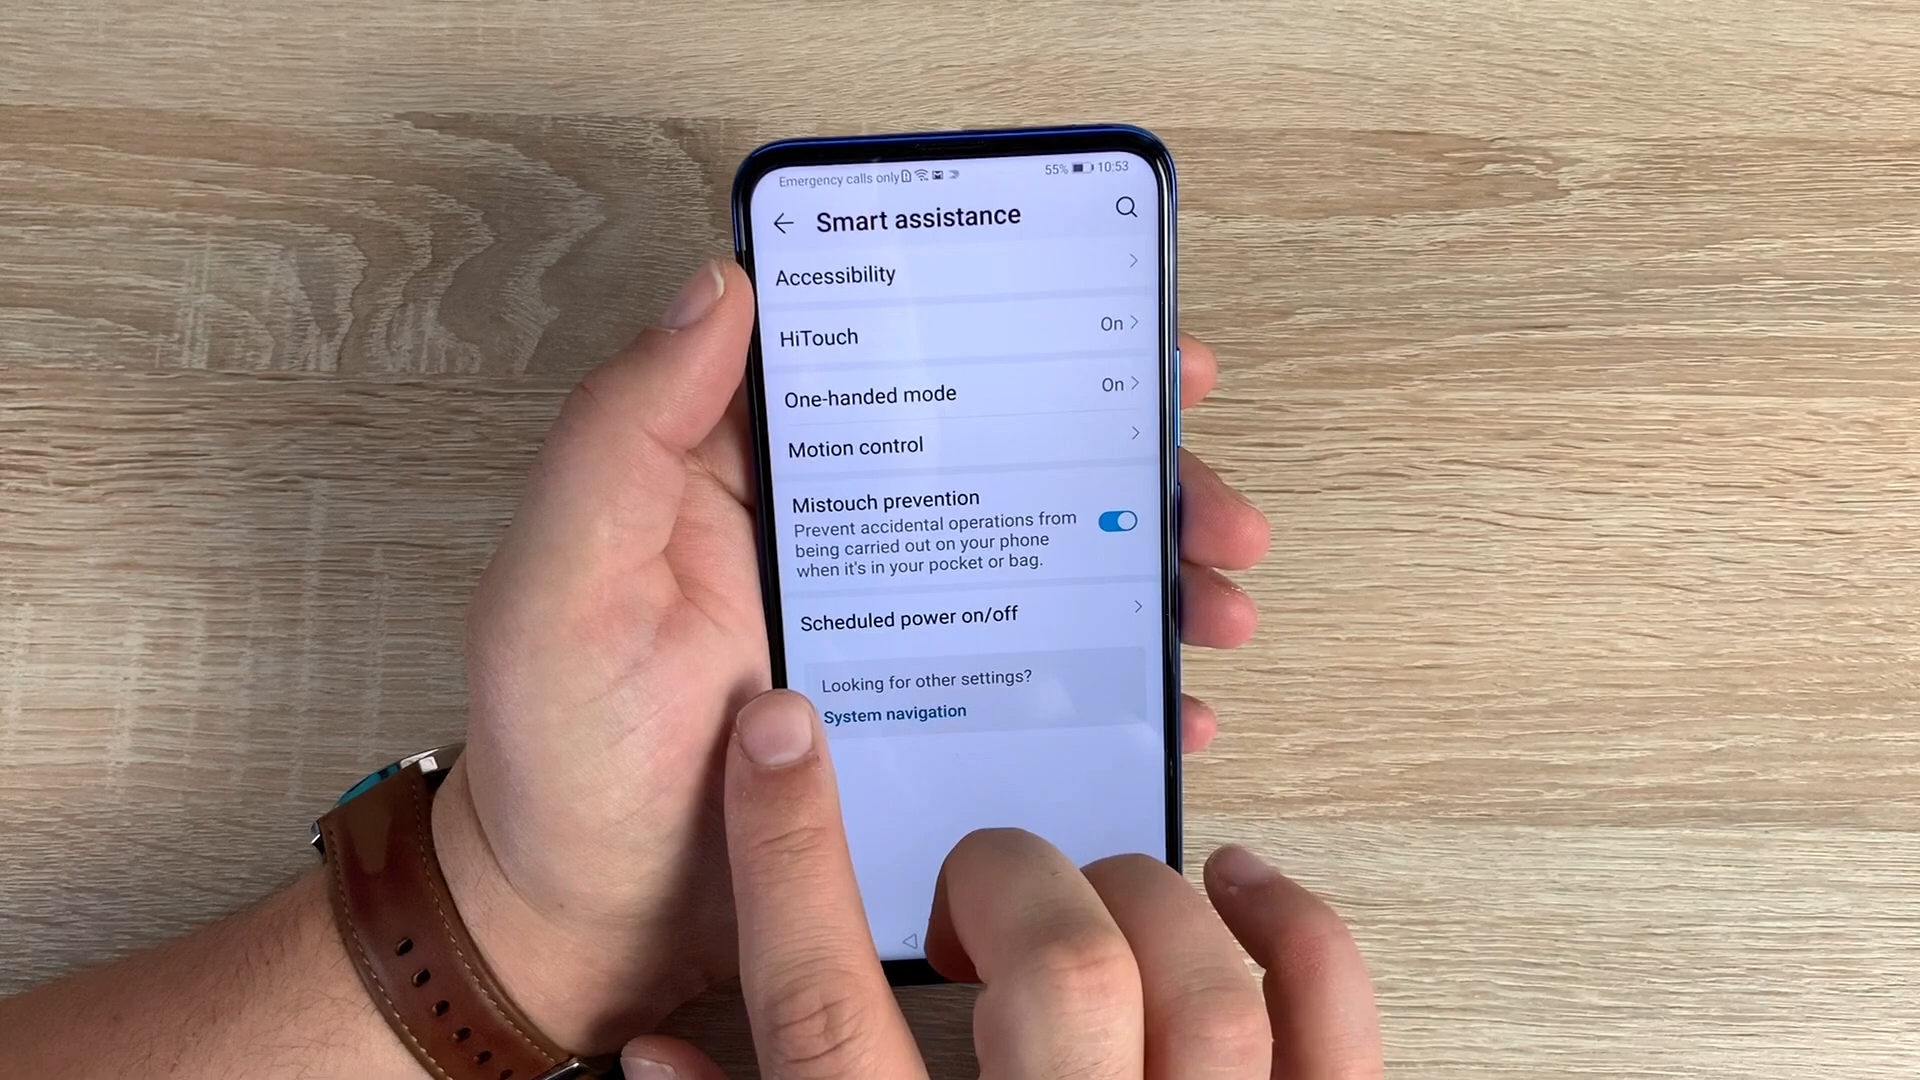 Emergency calls only 55% 10:53
Smart assistance
Accessibility
HiTouch On
One-handed mode On
Motion control
Mistouch prevention
Prevent accidental operations from
being carried out on your phone
when it's in your pocket or bag.
Scheduled power on/off
Looking for other settings?
System navigation